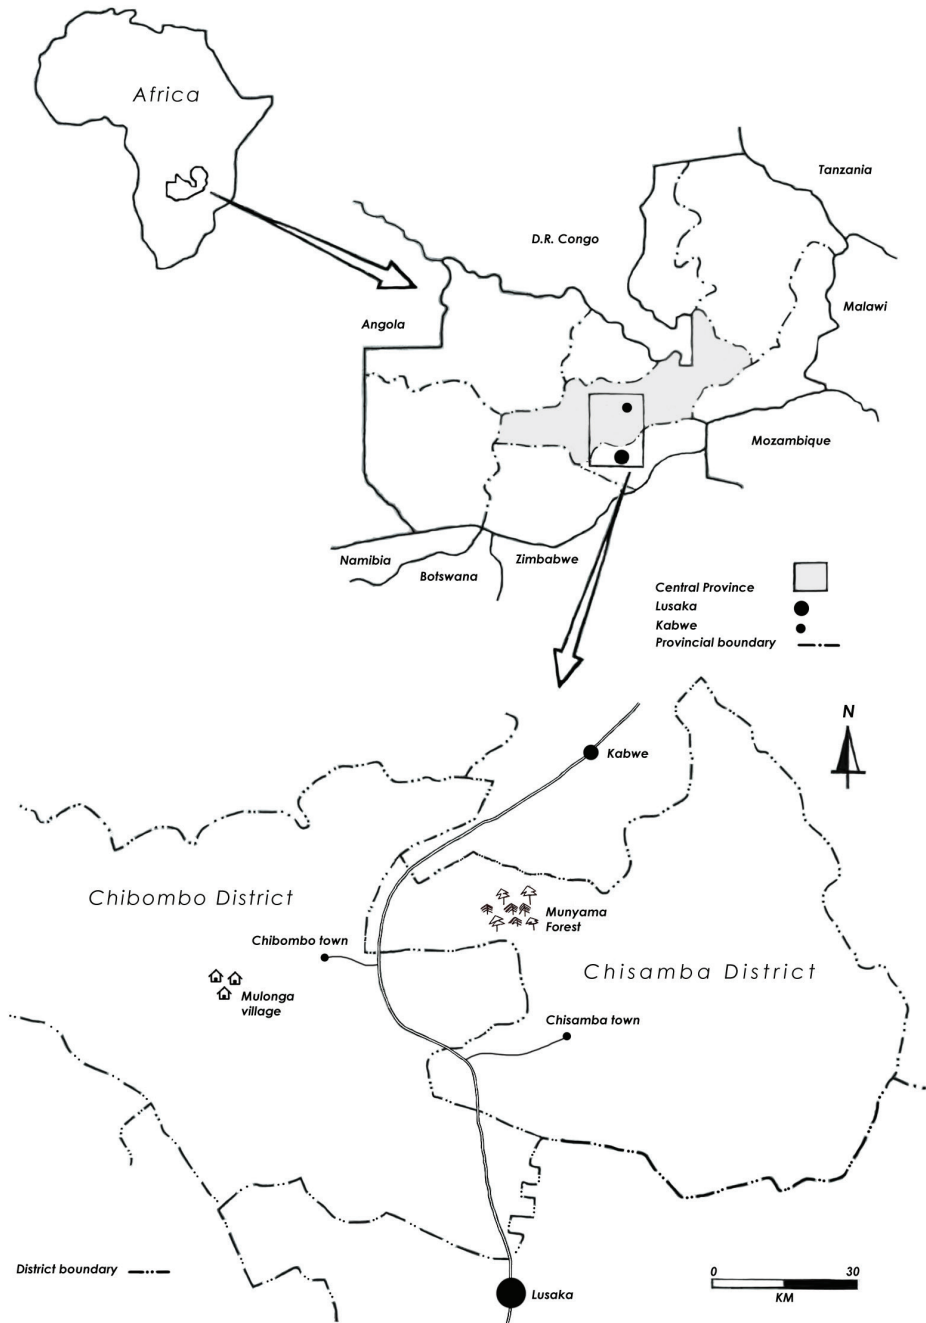 Africa
Tanzania
D.R. Congo
Malawi
Angola
Mozambique
Namibia
Zimbabwe
Botswana
Central Province
Lusaka
Kabwe
Provincial boundary
N
Kabwe
Chibombo District
Munyama
Forest
Chibombo town
Chisamba District
Mulonga
village
Chisamba town
District boundary
0 30
KM
Lusaka